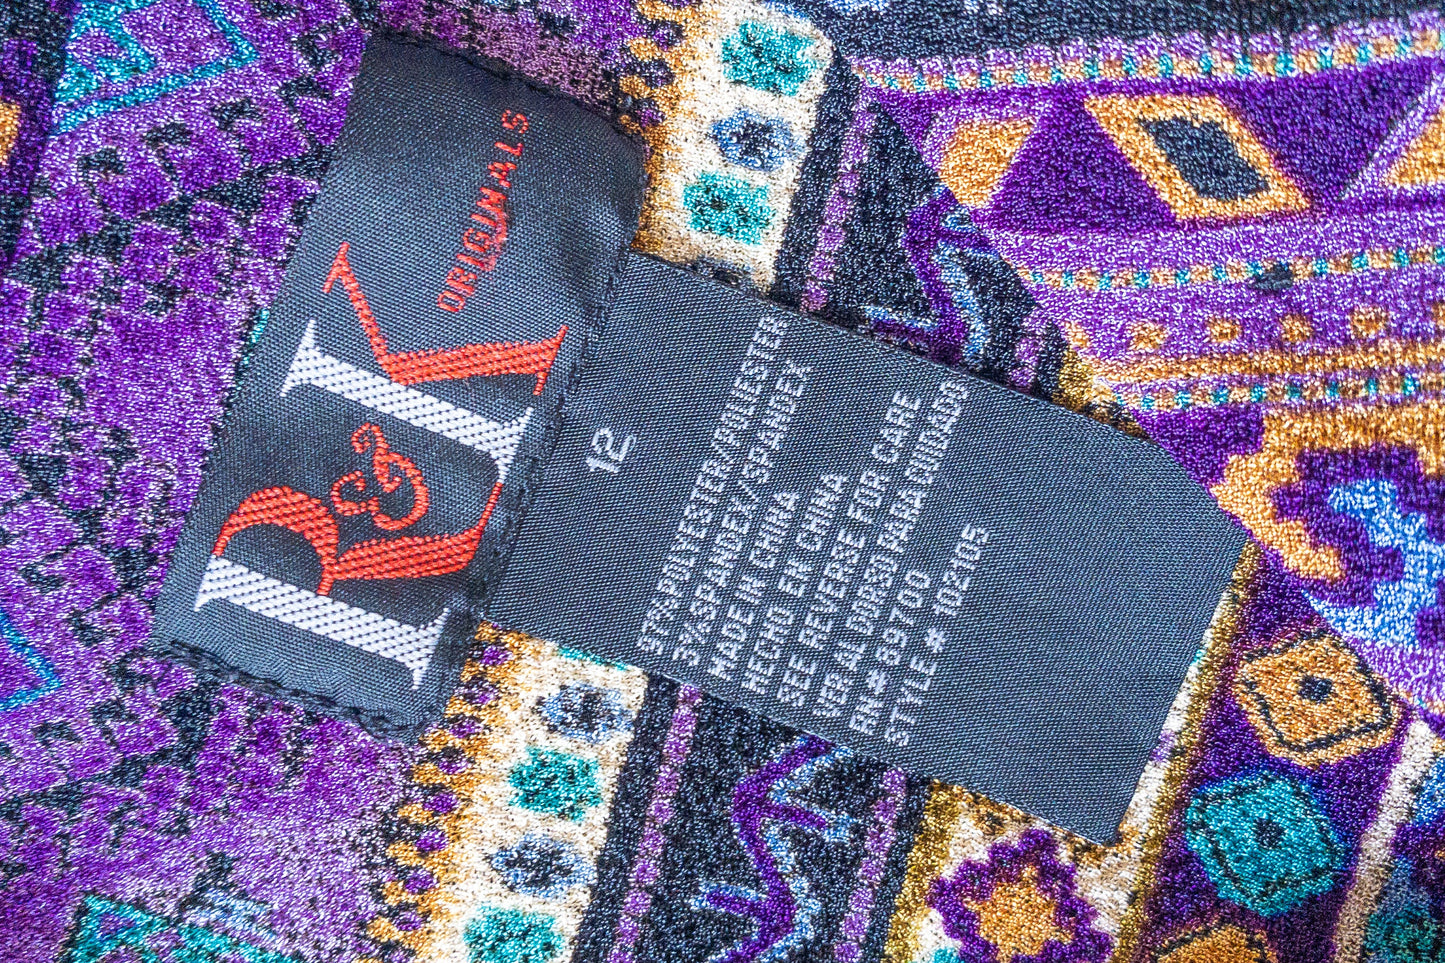 R&K
ORIGINALS
12
97% POLYESTER/POLIESTER
3% SPANDEX/SPANDEX
MADE IN CHINA
HECHO EN CHINA
SEE REVERSE FOR CARE
VER AL DORSO PARA CUIDADO
RN# 69700
STYLE # 102105